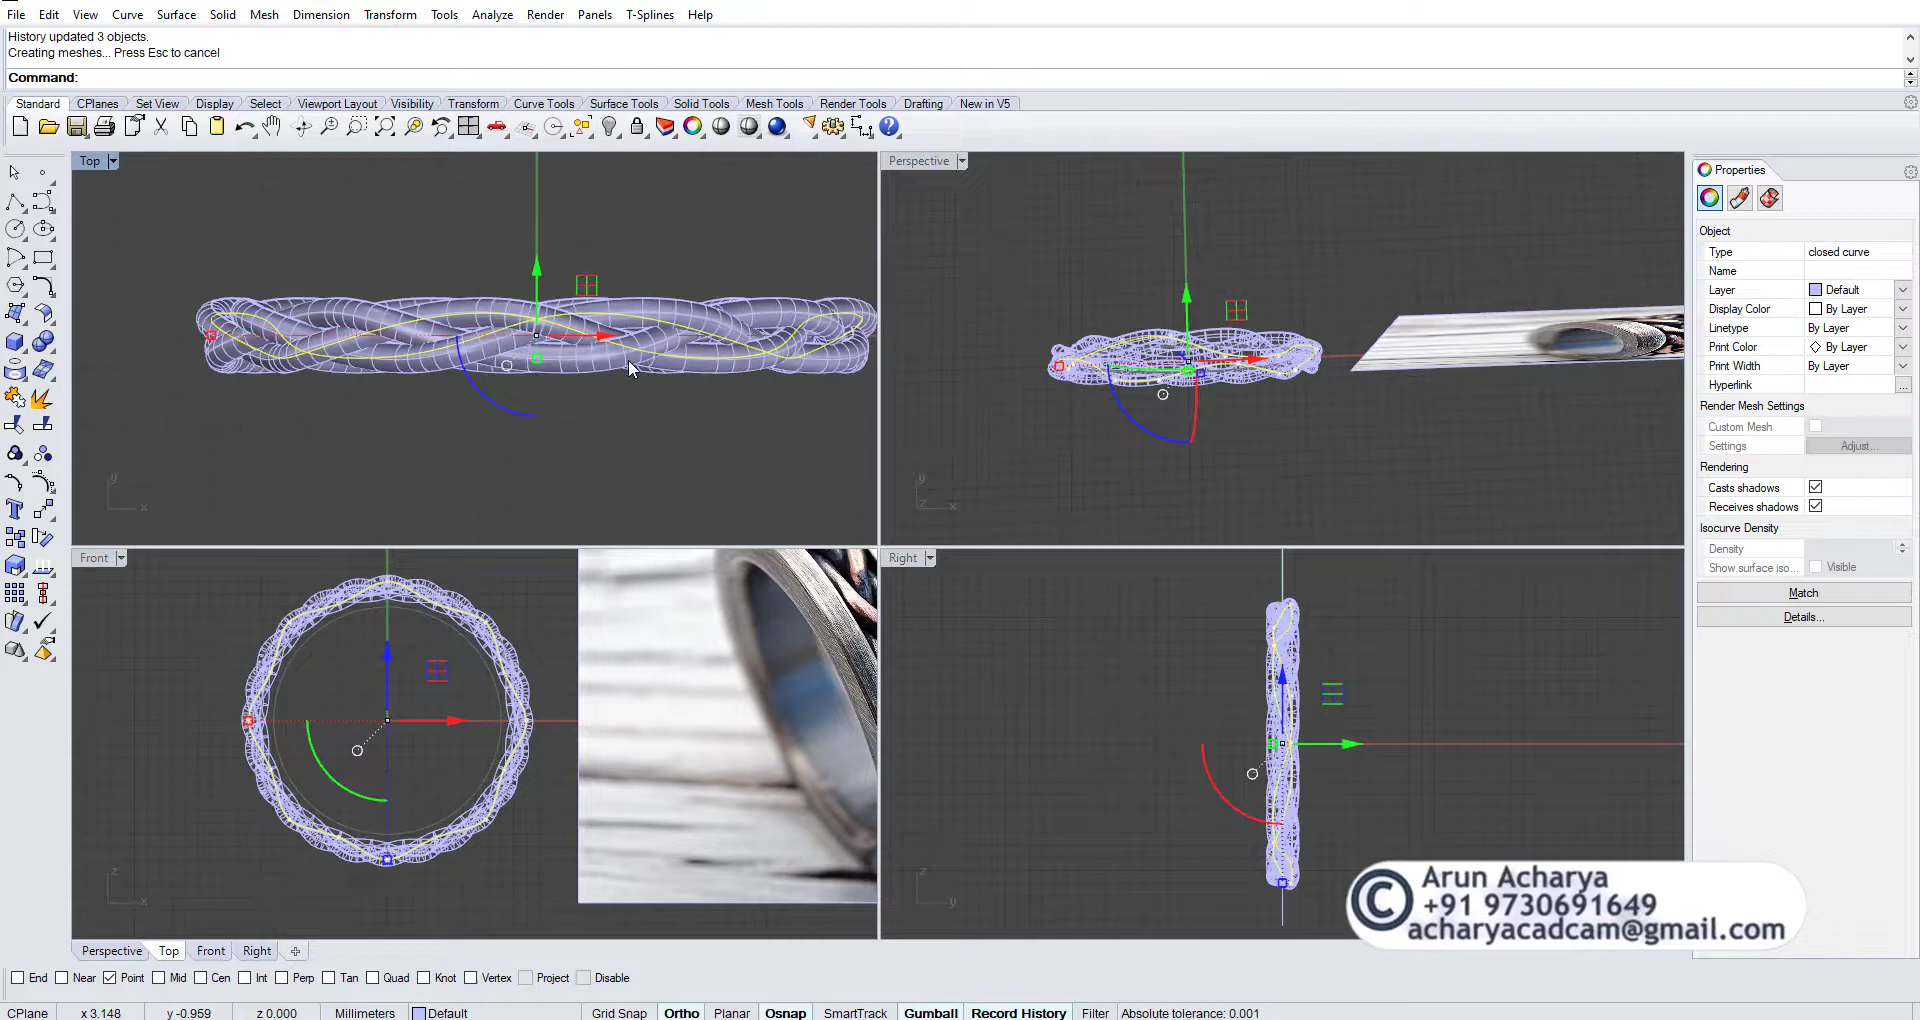 File Edit View Curve Surface Solid Mesh Dimension Transform Tools Analyze Render Panels T-Splines Help
History updated 3 objects.
Creating meshes... Press Esc to cancel
Command:
Standard CPlanes Set View Display Select Viewport Layout Visibility Transform Curve Tools Surface Tools Solid Tools Mesh Tools Render Tools Drafting New in V5
Top
Perspective
Properties
Object
Type closed curve
Name
Layer Default
Display Color By Layer
Linetype By Layer
Print Color By Layer
Print Width By Layer
Hyperlink ...
Render Mesh Settings
Custom Mesh
Settings Adjust...
Rendering
Casts shadows
Receives shadows
Isocurve Density
Density
Show surface iso... Visible
Match
Details...
y
x
y
z x
Front
Right
z
x
z
y
© Arun Acharya
+91 9730691649
acharyacadcam@gmail.com
Perspective Top Front Right
End Near Point Mid Cen Int Perp Tan Quad Knot Vertex Project Disable
CPlane x 3.148 y -0.959 z 0.000 Millimeters Default Grid Snap Ortho Planar Osnap SmartTrack Gumball Record History Filter Absolute tolerance: 0.001